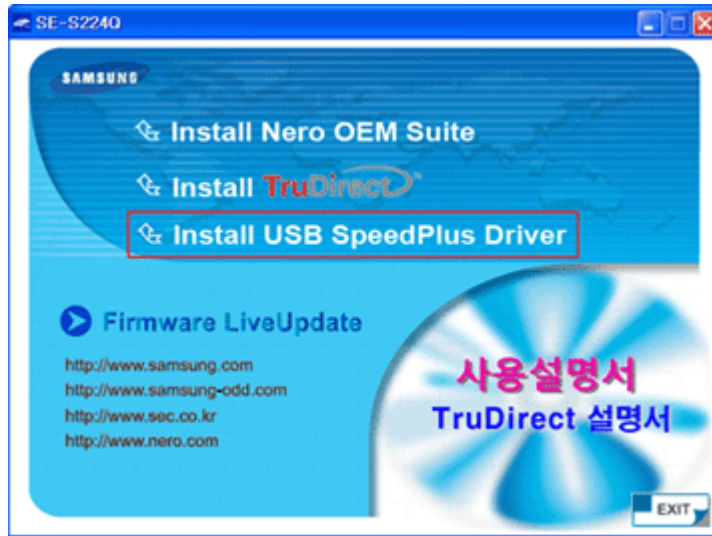 SE-S224Q
SAMSUNG
Install Nero OEM Suite
Install TruDirect™
Install USB SpeedPlus Driver
Firmware LiveUpdate
http://www.samsung.com
http://www.samsung-odd.com
http://www.sec.co.kr
http://www.nero.com
사용설명서
TruDirect 설명서
EXIT